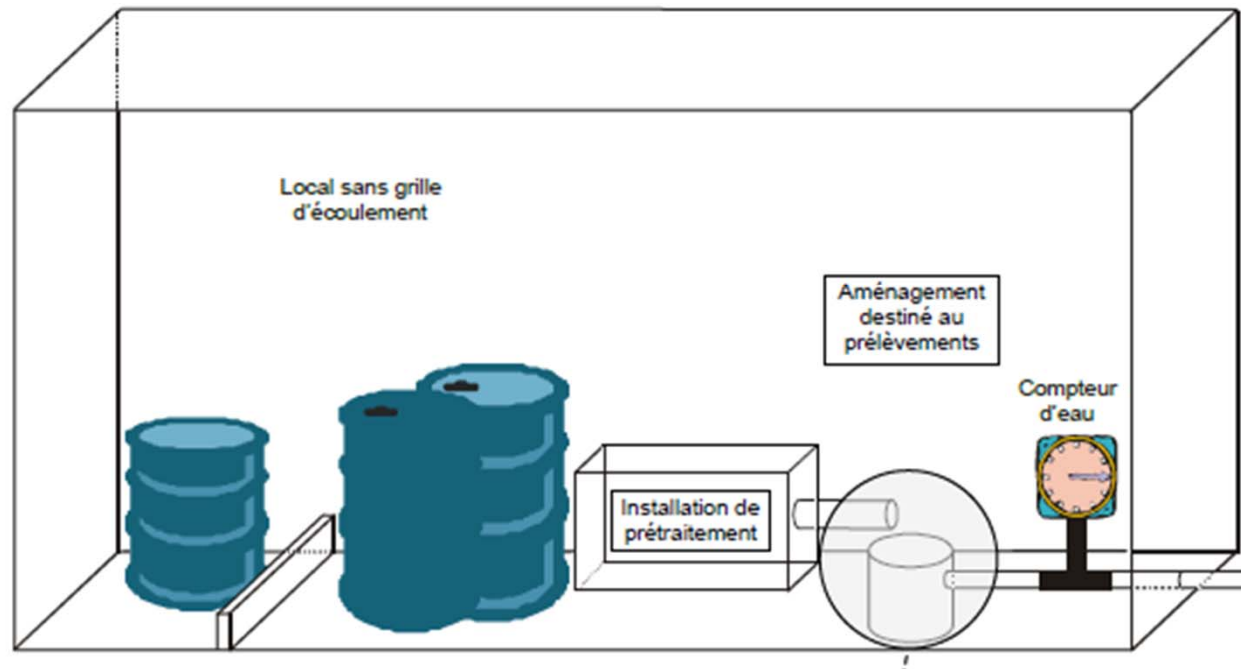 Local sans grille
d'écoulement
Aménagement
destiné au
prélèvements
Compteur
d'eau
Installation de
prétraitement